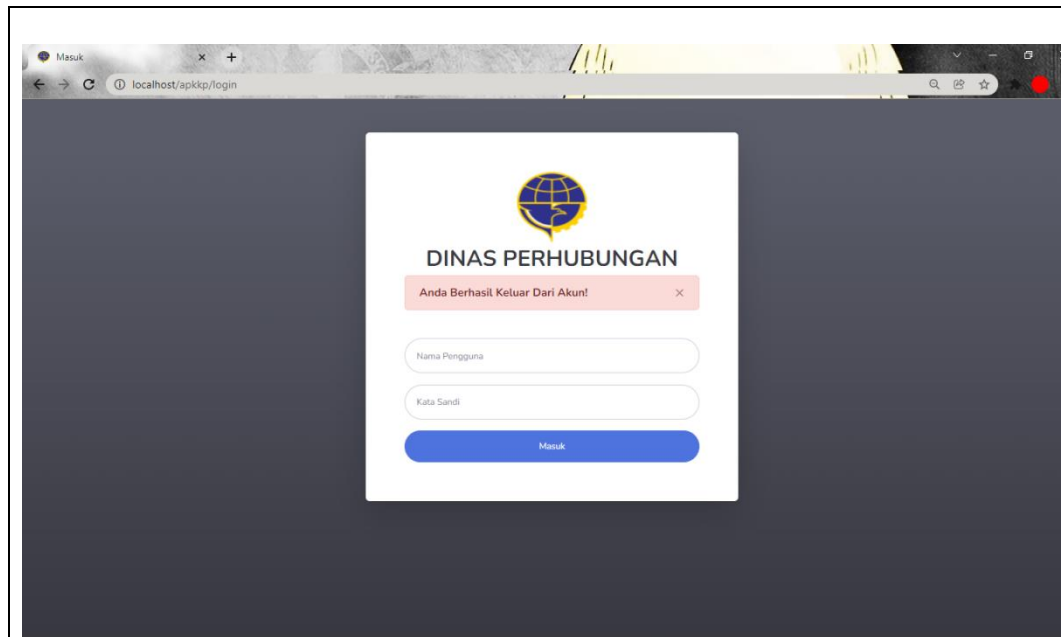 Masuk
localhost/apkkp/login
DINAS PERHUBUNGAN
Anda Berhasil Keluar Dari Akun!
Nama Pengguna
Kata Sandi
Masuk